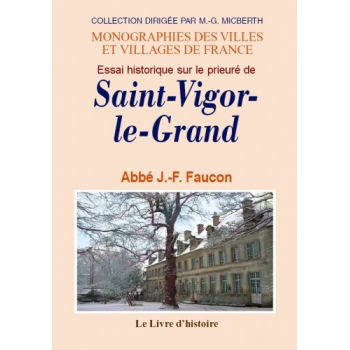 COLLECTION DIRIGÉE PAR M.-G. MICBERTH
MONOGRAPHIES DES VILLES
ET VILLAGES DE FRANCE
Essai historique sur le prieuré de
Saint-Vigor-
le-Grand
Abbé J.-F. Faucon
Le Livre d'histoire